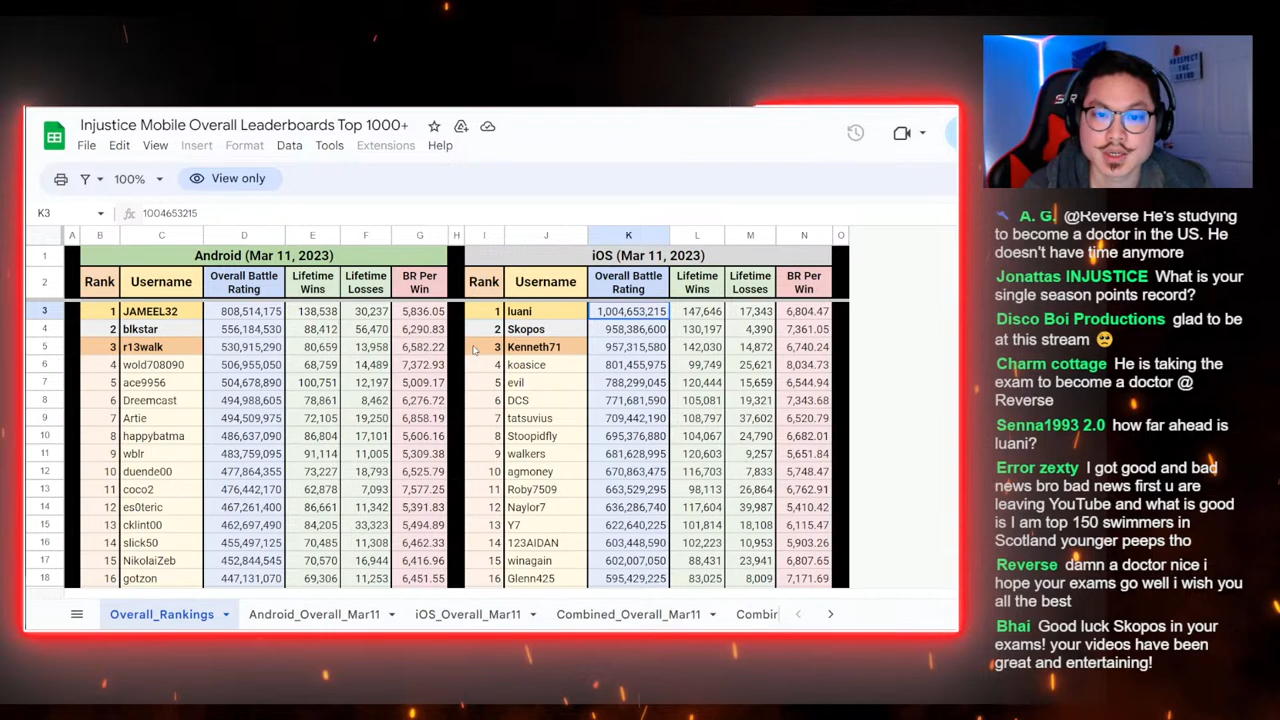 Injustice Mobile Overall Leaderboards Top 1000+
File Edit View Insert Format Data Tools Extensions Help
100% View only
K3 fx 1004653215
A B C D E F G H I J K L M N O
1 Android (Mar 11, 2023) iOS (Mar 11, 2023)
2 Rank Username Overall Battle Rating Lifetime Wins Lifetime Losses BR Per Win Rank Username Overall Battle Rating Lifetime Wins Lifetime Losses BR Per Win
3 1 JAMEEL32 808,514,175 138,538 30,237 5,836.05 1 luani 1,004,653,215 147,646 17,343 6,804.47
4 2 blkstar 556,184,530 88,412 56,470 6,290.83 2 Skopos 958,386,600 130,197 4,390 7,361.05
5 3 r13walk 530,915,290 80,659 13,958 6,582.22 3 Kenneth71 957,315,580 142,030 14,872 6,740.24
6 4 wold708090 506,955,050 68,759 14,489 7,372.93 4 koasice 801,455,975 99,749 25,621 8,034.73
7 5 ace9956 504,678,890 100,751 12,197 5,009.17 5 evil 788,299,045 120,444 15,659 6,544.94
8 6 Dreemcast 494,988,605 78,861 8,462 6,276.72 6 DCS 771,681,590 105,081 19,321 7,343.68
9 7 Artie 494,509,975 72,105 19,250 6,858.19 7 tatsuvius 709,442,190 108,797 37,602 6,520.79
10 8 happybatma 486,637,090 86,804 17,101 5,606.16 8 Stoopidfly 695,376,880 104,067 24,790 6,682.01
11 9 wblr 483,759,095 91,114 11,005 5,309.38 9 walkers 681,628,995 120,603 9,257 5,651.84
12 10 duende00 477,864,355 73,227 18,793 6,525.79 10 agmoney 670,863,475 116,703 7,833 5,748.47
13 11 coco2 476,442,170 62,878 7,093 7,577.25 11 Roby7509 663,529,295 98,113 26,864 6,762.91
14 12 es0teric 467,261,400 86,661 11,342 5,391.83 12 Naylor7 636,286,740 117,604 39,987 5,410.42
15 13 cklint00 462,697,490 84,205 33,323 5,494.89 13 Y7 622,640,225 101,814 18,108 6,115.47
16 14 slick50 455,497,125 70,485 11,308 6,462.33 14 123AIDAN 603,448,590 102,223 10,953 5,903.26
17 15 NikolaiZeb 452,844,545 70,570 16,944 6,416.96 15 winagain 602,007,050 88,431 23,941 6,807.65
18 16 gotzon 447,131,070 69,306 11,253 6,451.55 16 Glenn425 595,429,225 83,025 8,009 7,171.69
Overall_Rankings Android_Overall_Mar11 iOS_Overall_Mar11 Combined_Overall_Mar11 Combir
RESPECT
THE
GRIND
A. G. @Reverse He's studying
to become a doctor in the US. He
doesn't have time anymore
Jonattas INJUSTICE What is your
single season points record?
Disco Boi Productions glad to be
at this stream 🥺
Charm cottage He is taking the
exam to become a doctor @
Reverse
Senna1993 2.0 how far ahead is
luani?
Error zexty I got good and bad
news bro bad news first u are
leaving YouTube and what is good
is I am top 150 swimmers in
Scotland younger peeps tho
Reverse damn a doctor nice i
hope your exams go well i wish you
all the best
Bhai Good luck Skopos in your
exams! your videos have been
great and entertaining!